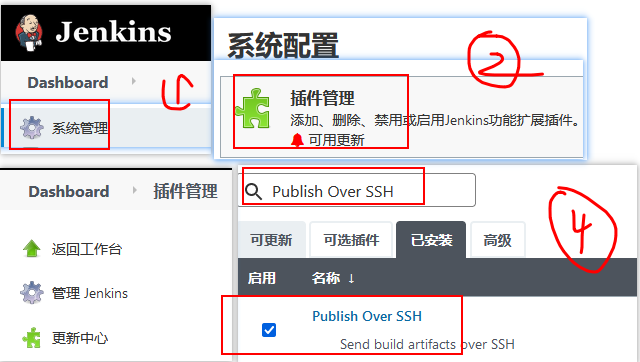 Jenkins
Dashboard
系统管理
1
系统配置
2
插件管理
添加、删除、禁用或启用Jenkins功能扩展插件。
可用更新
Dashboard 插件管理
返回工作台
管理 Jenkins
更新中心
Publish Over SSH
4
可更新 可选插件 已安装 高级
启用 名称 ↓
Publish Over SSH
Send build artifacts over SSH